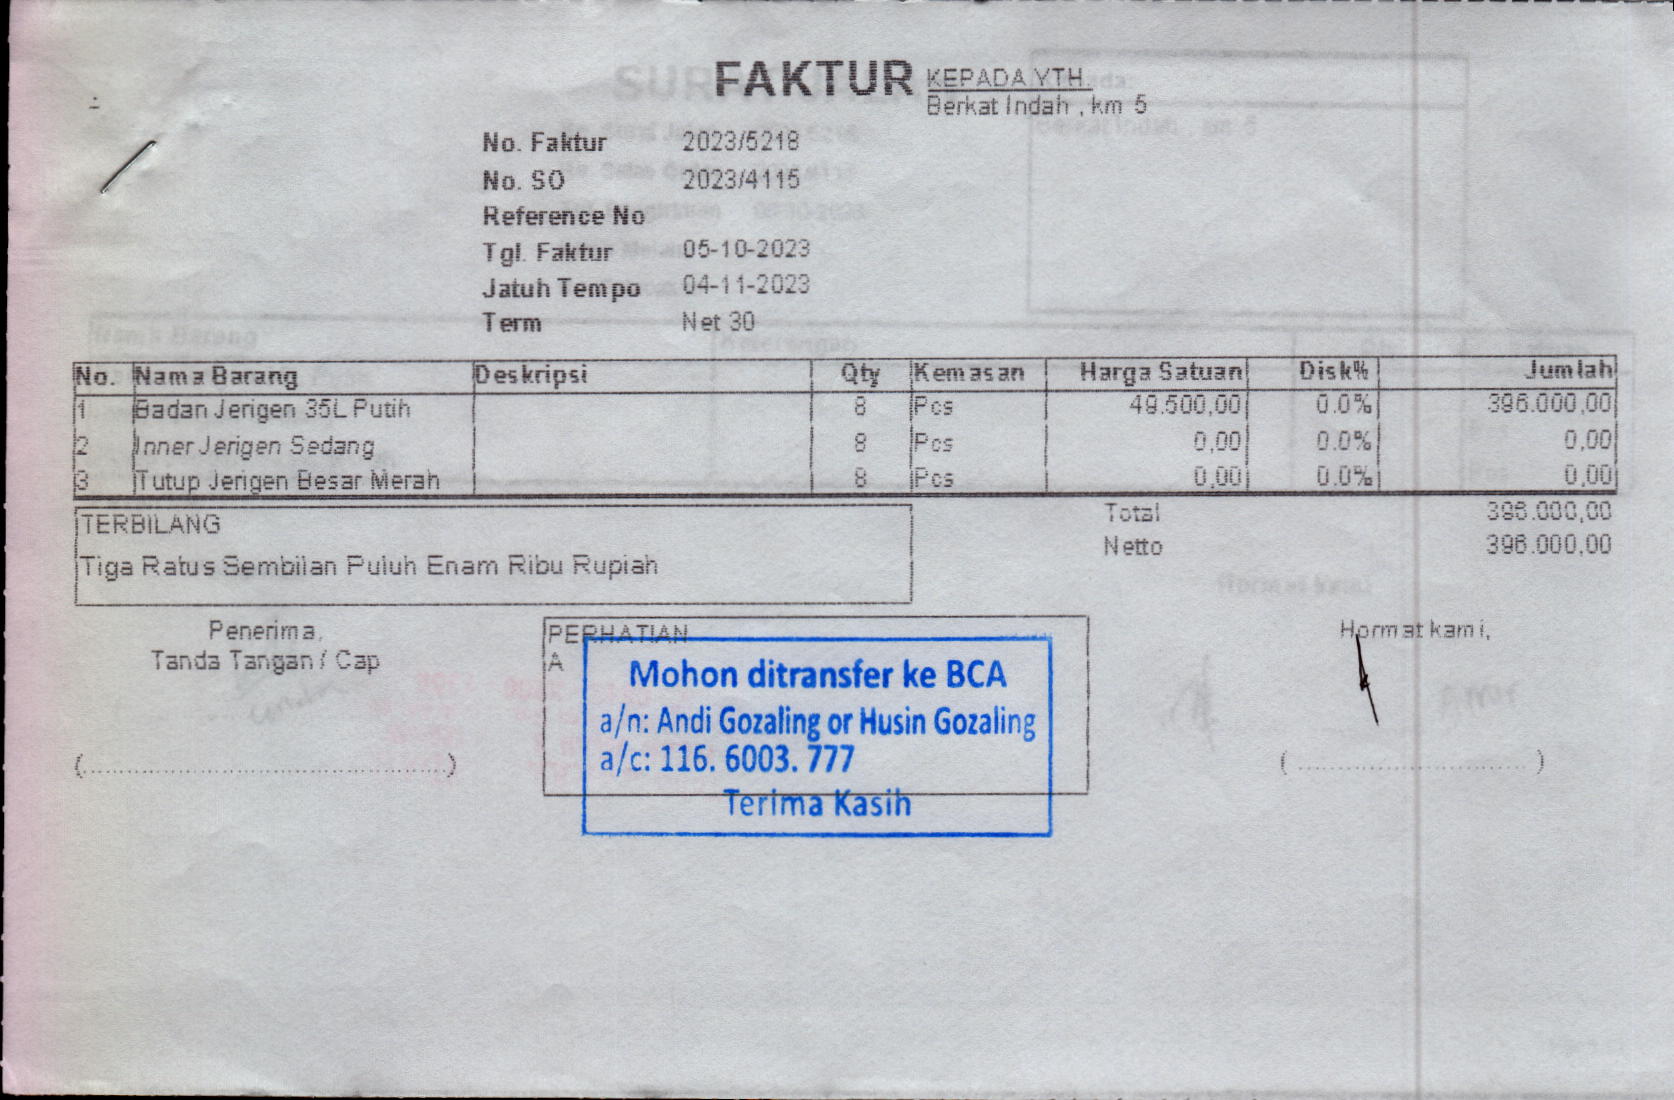 FAKTUR
KEPADA YTH.
Berkat Indah , km 5
No. Faktur 2023/5218
No. SO 2023/4115
Reference No
Tgl. Faktur 05-10-2023
Jatuh Tempo 04-11-2023
Term Net 30
No. Nama Barang Deskripsi Qty Kemasan Harga Satuan Disk% Jumlah
1 Badan Jerigen 35L Putih 8 Pcs 49.500,00 0.0% 396.000,00
2 Inner Jerigen Sedang 8 Pcs 0,00 0.0% 0,00
3 Tutup Jerigen Besar Merah 8 Pcs 0,00 0.0% 0,00
TERBILANG
Tiga Ratus Sembilan Puluh Enam Ribu Rupiah
Total 396.000,00
Netto 396.000,00
Penerima,
Tanda Tangan / Cap
(........................................)
PERHATIAN
A
Mohon ditransfer ke BCA
a/n: Andi Gozaling or Husin Gozaling
a/c: 116. 6003. 777
Terima Kasih
Hormat kami,
(..........................)